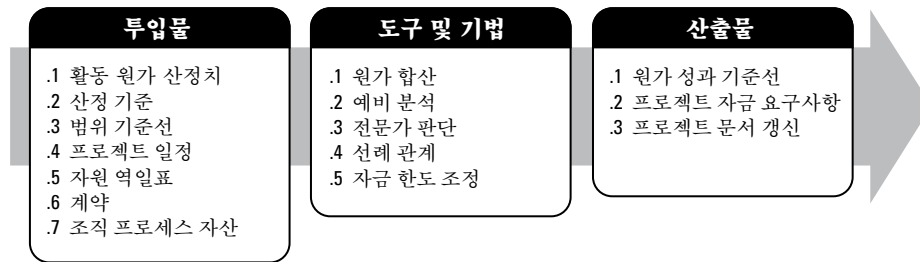 투입물
.1 활동 원가 산정치
.2 산정 기준
.3 범위 기준선
.4 프로젝트 일정
.5 자원 역일표
.6 계약
.7 조직 프로세스 자산
도구 및 기법
.1 원가 합산
.2 예비 분석
.3 전문가 판단
.4 선례 관계
.5 자금 한도 조정
산출물
.1 원가 성과 기준선
.2 프로젝트 자금 요구사항
.3 프로젝트 문서 갱신